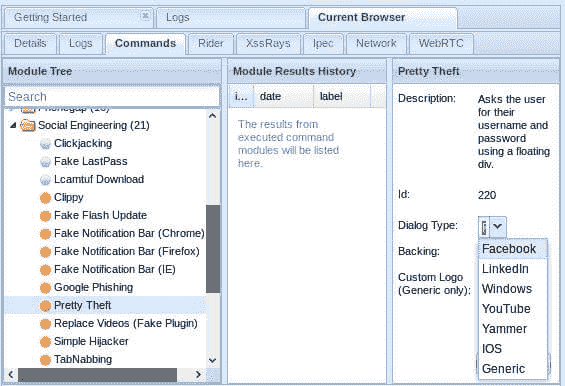 Getting Started
Logs
Current Browser
Details
Logs
Commands
Rider
XssRays
Ipec
Network
WebRTC
Module Tree
Search
Social Engineering (21)
Clickjacking
Fake LastPass
Lcamtuf Download
Clippy
Fake Flash Update
Fake Notification Bar (Chrome)
Fake Notification Bar (Firefox)
Fake Notification Bar (IE)
Google Phishing
Pretty Theft
Replace Videos (Fake Plugin)
Simple Hijacker
TabNabbing
Module Results History
i...
date
label
The results from
executed command
modules will be listed
here.
Pretty Theft
Description:
Asks the user
for their
username and
password
using a floating
div.
Id:
220
Dialog Type:
Backing:
Custom Logo
(Generic only):
Facebook
LinkedIn
Windows
YouTube
Yammer
IOS
Generic